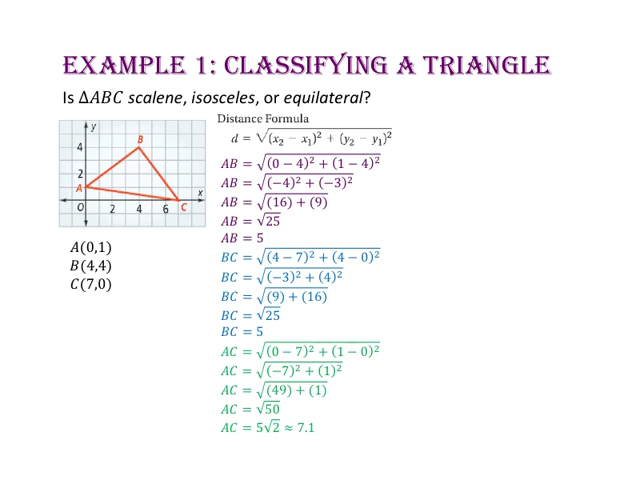 EXAMPLE 1: CLASSIFYING A TRIANGLE
Is ΔABC scalene, isosceles, or equilateral?
Distance Formula
d = √(x₂ − x₁)² + (y₂ − y₁)²
y
B
4
2
A
x
O 2 4 6 C
A(0,1)
B(4,4)
C(7,0)
AB = √(0 − 4)² + (1 − 4)²
AB = √(−4)² + (−3)²
AB = √(16) + (9)
AB = √25
AB = 5
BC = √(4 − 7)² + (4 − 0)²
BC = √(−3)² + (4)²
BC = √(9) + (16)
BC = √25
BC = 5
AC = √(0 − 7)² + (1 − 0)²
AC = √(−7)² + (1)²
AC = √(49) + (1)
AC = √50
AC = 5√2 ≈ 7.1